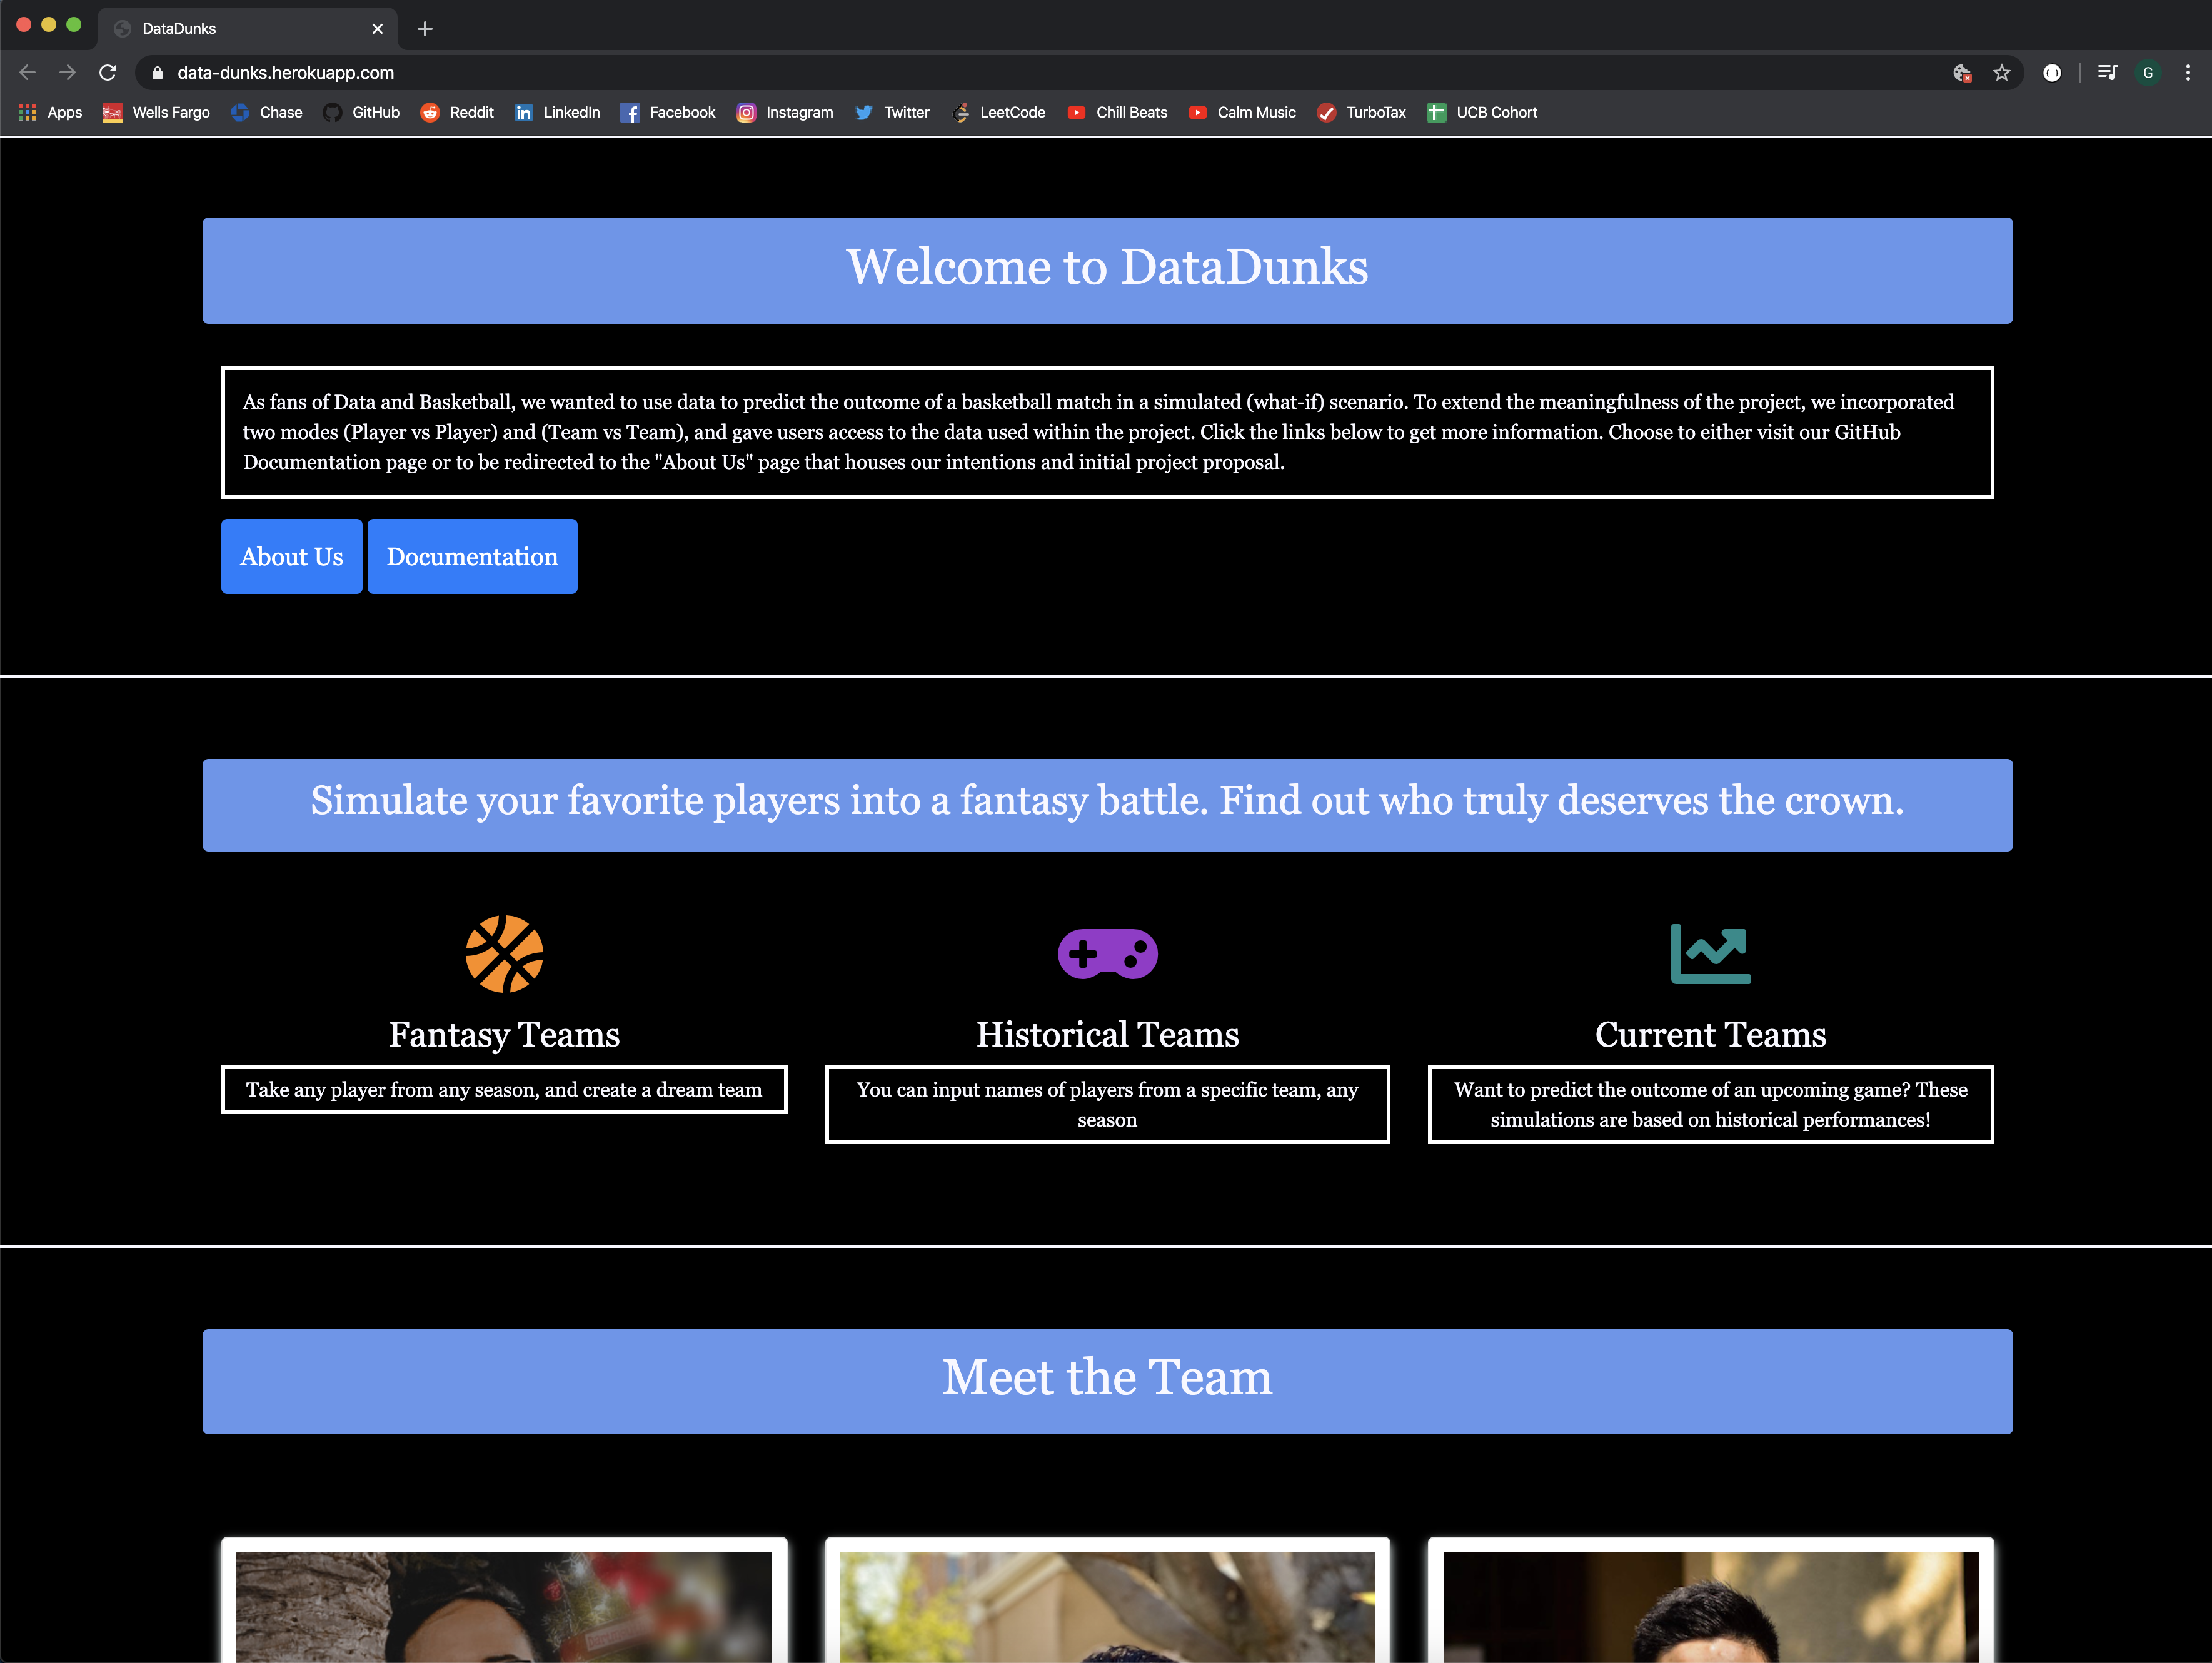 DataDunks
data-dunks.herokuapp.com
G
Apps Wells Fargo Chase GitHub Reddit LinkedIn Facebook Instagram Twitter LeetCode Chill Beats Calm Music TurboTax UCB Cohort
Welcome to DataDunks
As fans of Data and Basketball, we wanted to use data to predict the outcome of a basketball match in a simulated (what-if) scenario. To extend the meaningfulness of the project, we incorporated
two modes (Player vs Player) and (Team vs Team), and gave users access to the data used within the project. Click the links below to get more information. Choose to either visit our GitHub
Documentation page or to be redirected to the "About Us" page that houses our intentions and initial project proposal.
About Us Documentation
Simulate your favorite players into a fantasy battle. Find out who truly deserves the crown.
Fantasy Teams
Take any player from any season, and create a dream team
Historical Teams
You can input names of players from a specific team, any
season
Current Teams
Want to predict the outcome of an upcoming game? These
simulations are based on historical performances!
Meet the Team